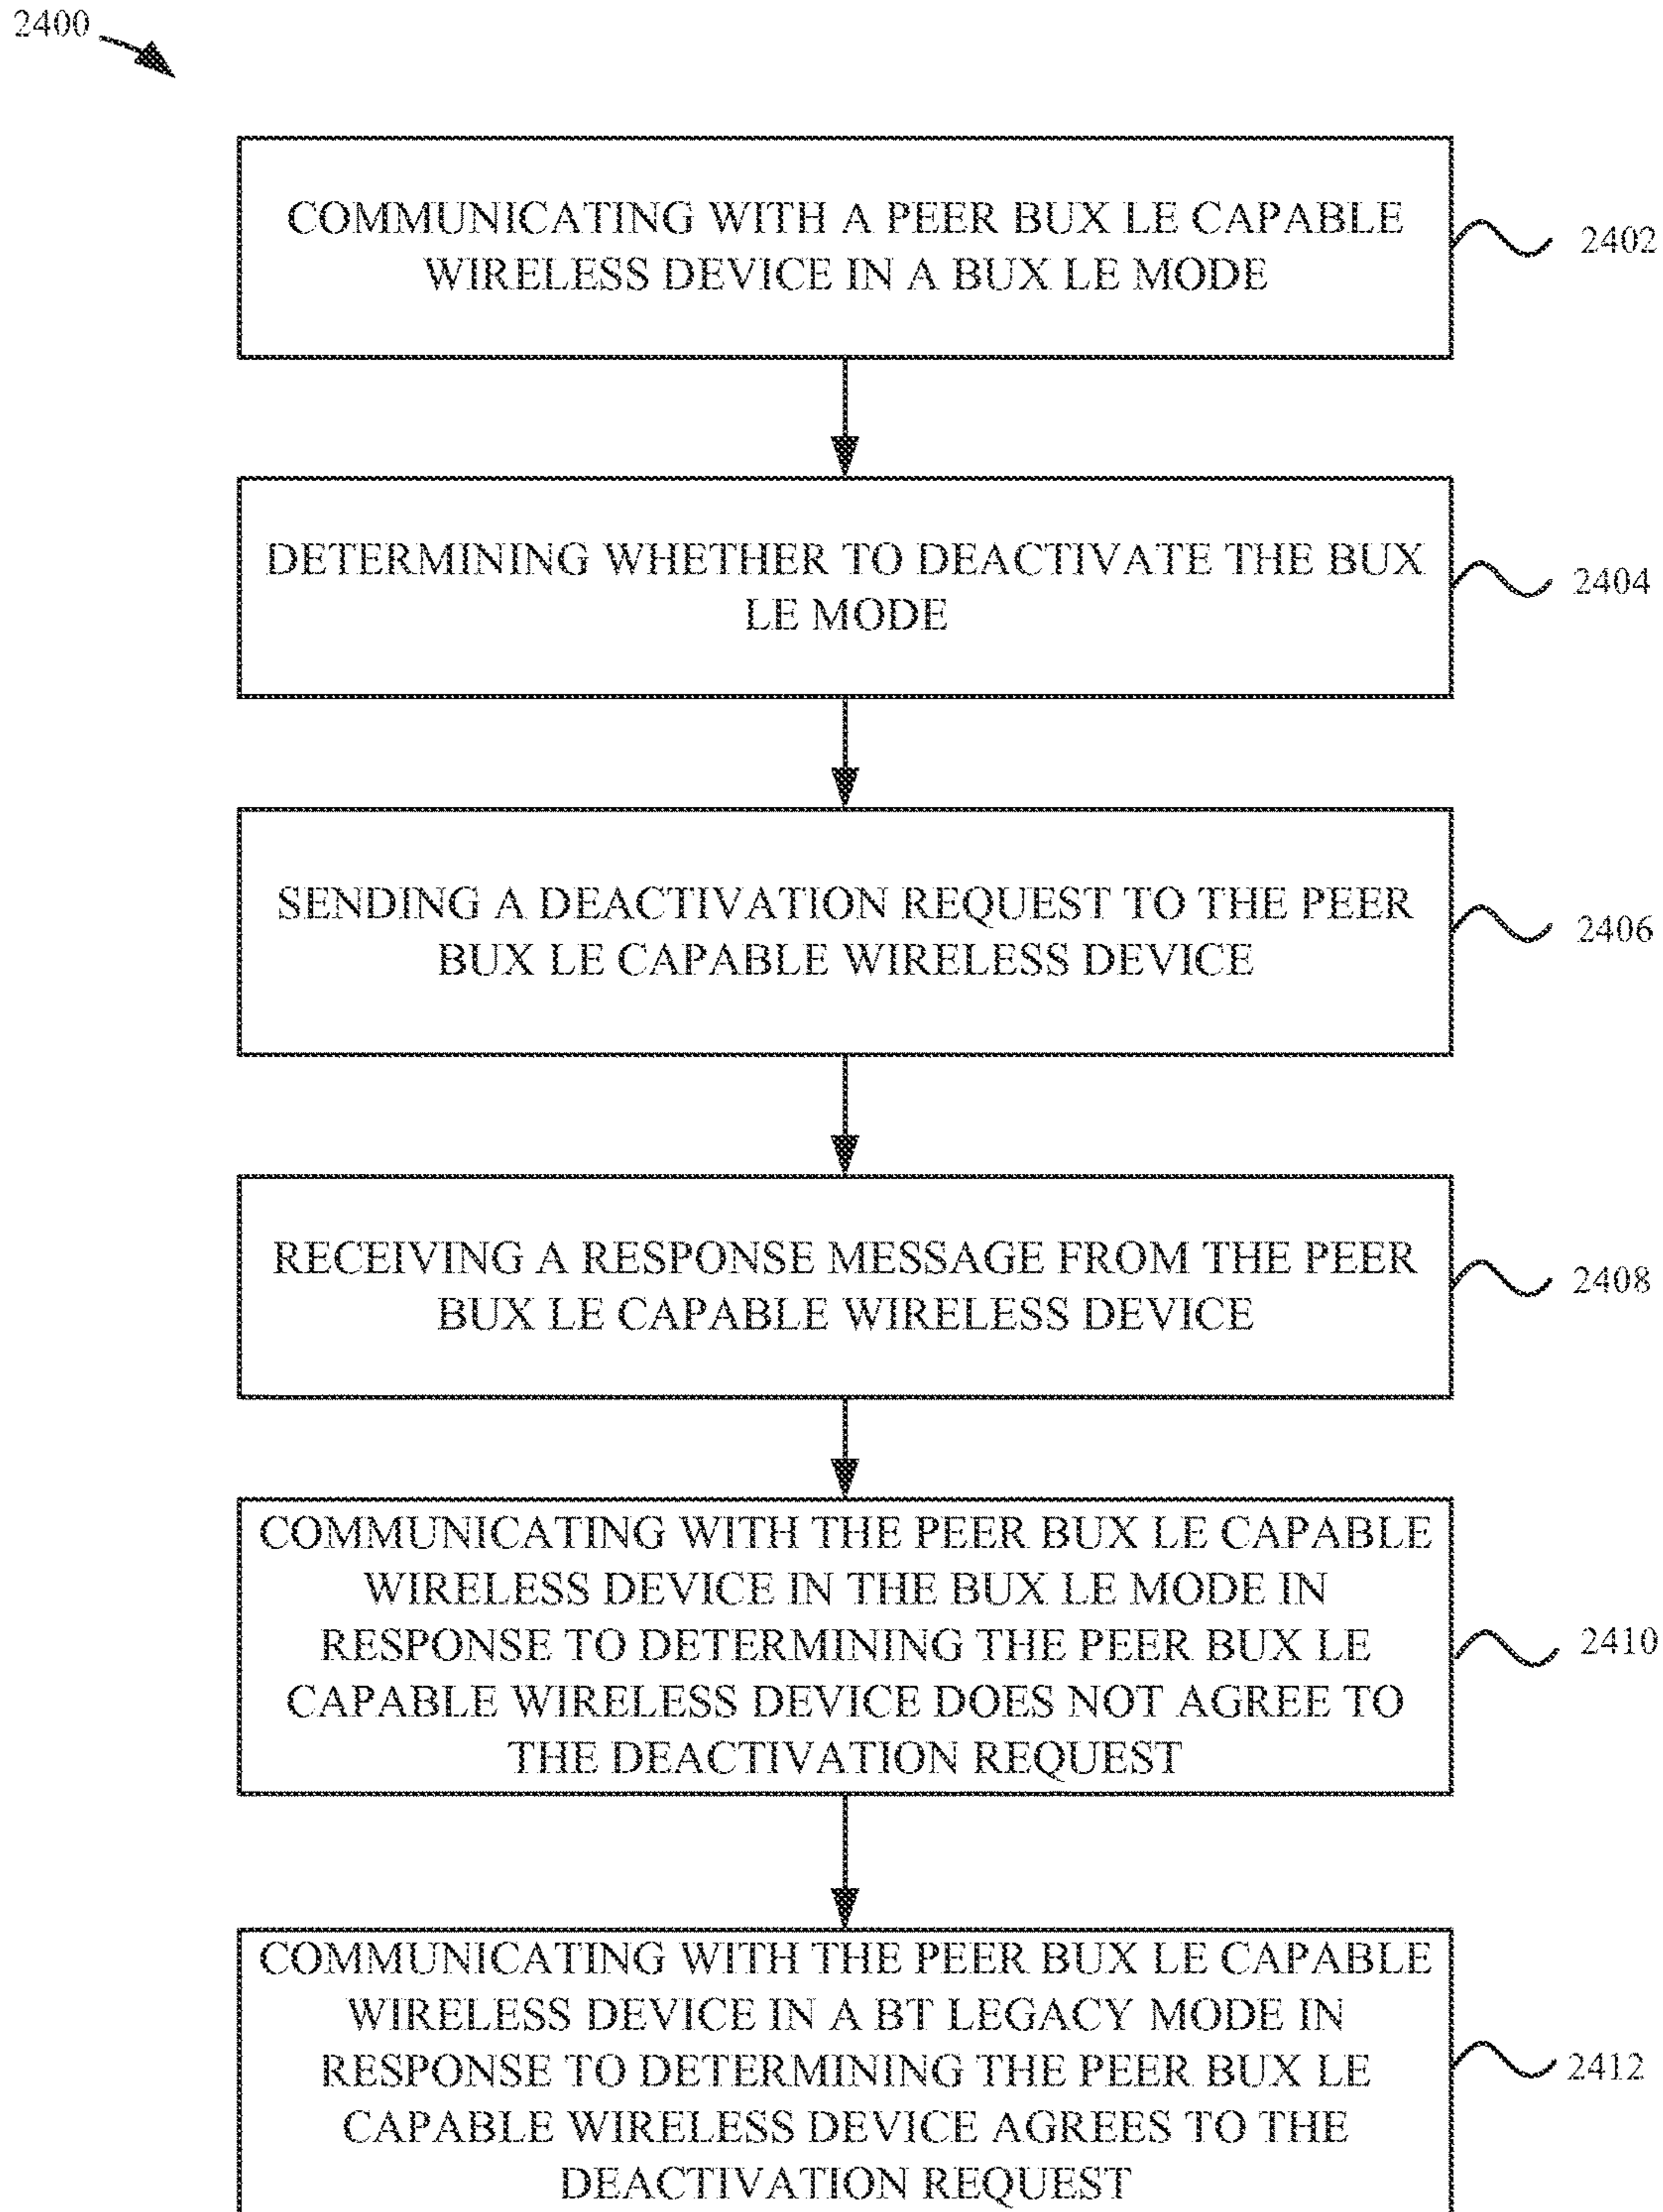 2400
COMMUNICATING WITH A PEER BUX LE CAPABLE
WIRELESS DEVICE IN A BUX LE MODE
2402
DETERMINING WHETHER TO DEACTIVATE THE BUX
LE MODE
2404
SENDING A DEACTIVATION REQUEST TO THE PEER
BUX LE CAPABLE WIRELESS DEVICE
2406
RECEIVING A RESPONSE MESSAGE FROM THE PEER
BUX LE CAPABLE WIRELESS DEVICE
2408
COMMUNICATING WITH THE PEER BUX LE CAPABLE
WIRELESS DEVICE IN THE BUX LE MODE IN
RESPONSE TO DETERMINING THE PEER BUX LE
CAPABLE WIRELESS DEVICE DOES NOT AGREE TO
THE DEACTIVATION REQUEST
2410
COMMUNICATING WITH THE PEER BUX LE CAPABLE
WIRELESS DEVICE IN A BT LEGACY MODE IN
RESPONSE TO DETERMINING THE PEER BUX LE
CAPABLE WIRELESS DEVICE AGREES TO THE
DEACTIVATION REQUEST
2412